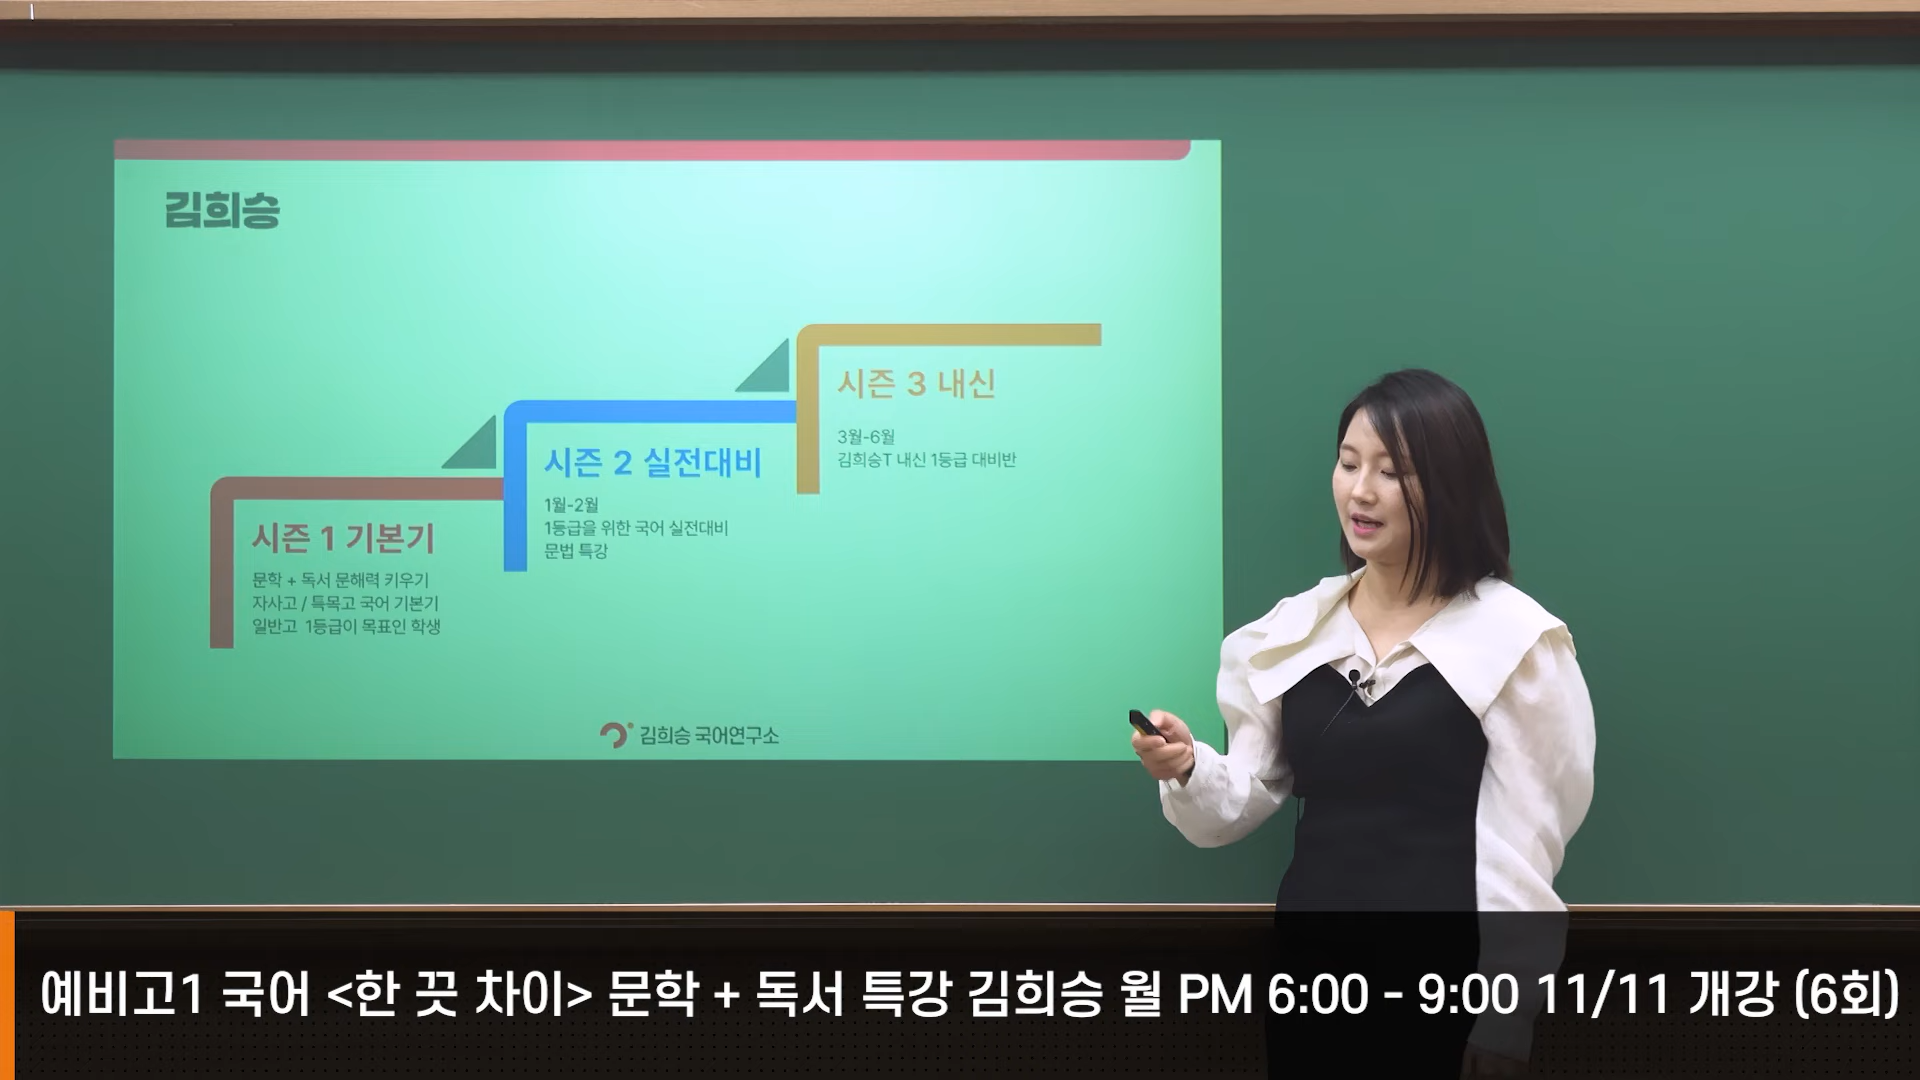 김희승
시즌 1 기본기
문학 + 독서 문해력 키우기
자사고 / 특목고 국어 기본기
일반고 1등급이 목표인 학생
시즌 2 실전대비
1월-2월
1등급을 위한 국어 실전대비
문법 특강
시즌 3 내신
3월-6월
김희승T 내신 1등급 대비반
김희승 국어연구소
예비고1 국어 <한 끗 차이> 문학 + 독서 특강 김희승 월 PM 6:00 - 9:00 11/11 개강 (6회)